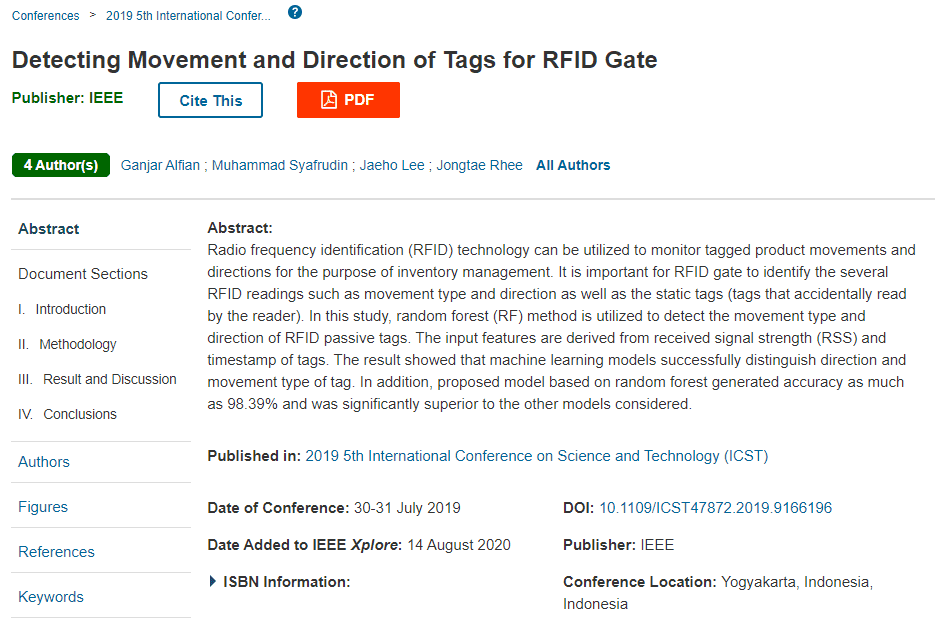 Conferences > 2019 5th International Confer... ?
Detecting Movement and Direction of Tags for RFID Gate
Publisher: IEEE
Cite This
PDF
4 Author(s)
Ganjar Alfian ; Muhammad Syafrudin ; Jaeho Lee ; Jongtae Rhee All Authors
Abstract
Document Sections
I. Introduction
II. Methodology
III. Result and Discussion
IV. Conclusions
Authors
Figures
References
Keywords
Abstract:
Radio frequency identification (RFID) technology can be utilized to monitor tagged product movements and
directions for the purpose of inventory management. It is important for RFID gate to identify the several
RFID readings such as movement type and direction as well as the static tags (tags that accidentally read
by the reader). In this study, random forest (RF) method is utilized to detect the movement type and
direction of RFID passive tags. The input features are derived from received signal strength (RSS) and
timestamp of tags. The result showed that machine learning models successfully distinguish direction and
movement type of tag. In addition, proposed model based on random forest generated accuracy as much
as 98.39% and was significantly superior to the other models considered.
Published in: 2019 5th International Conference on Science and Technology (ICST)
Date of Conference: 30-31 July 2019
Date Added to IEEE Xplore: 14 August 2020
ISBN Information:
DOI: 10.1109/ICST47872.2019.9166196
Publisher: IEEE
Conference Location: Yogyakarta, Indonesia,
Indonesia